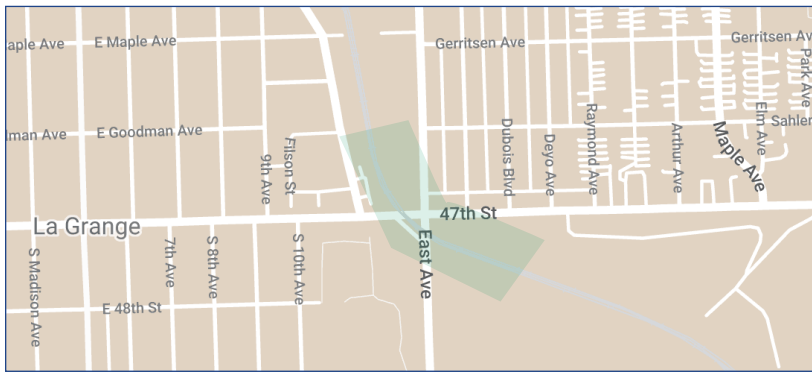 aple Ave
E Maple Ave
Gerritsen Ave
Gerritsen Av
Park Ave
lman Ave
E Goodman Ave
Filson St
9th Ave
Dubois Blvd
Deyo Ave
Raymond Ave
Arthur Ave
Maple Ave
Elm Ave
Sahler
La Grange
47th St
S Madison Ave
7th Ave
S 8th Ave
S 10th Ave
East Ave
E 48th St